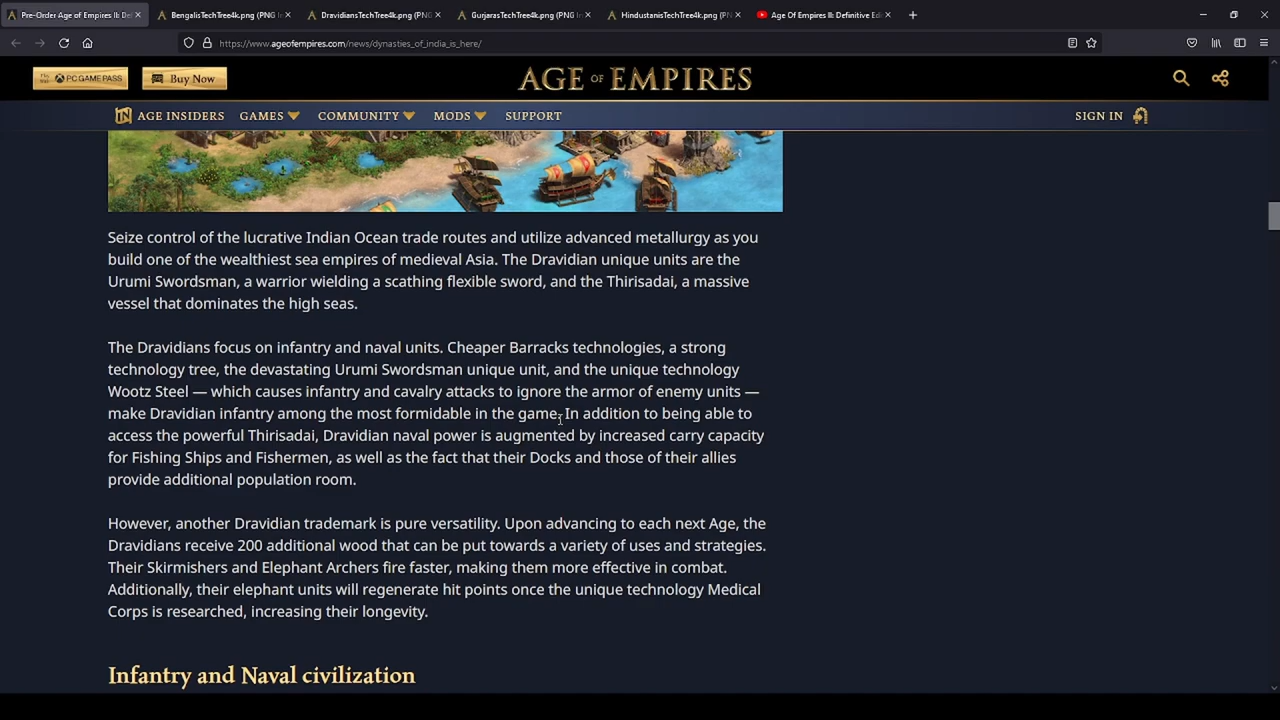 Pre-Order Age of Empires II: Defi
BengalisTechTree4k.png (PNG I
DravidiansTechTree4k.png (PNG
GurjarasTechTree4k.png (PNG I
HindustanisTechTree4k.png (PN
Age Of Empires II: Definitive Edi
https://www.ageofempires.com/news/dynasties_of_india_is_here/
PC GAME PASS
Buy Now
AGE OF EMPIRES
AGE INSIDERS GAMES COMMUNITY MODS SUPPORT
SIGN IN
Seize control of the lucrative Indian Ocean trade routes and utilize advanced metallurgy as you
build one of the wealthiest sea empires of medieval Asia. The Dravidian unique units are the
Urumi Swordsman, a warrior wielding a scathing flexible sword, and the Thirisadai, a massive
vessel that dominates the high seas.
The Dravidians focus on infantry and naval units. Cheaper Barracks technologies, a strong
technology tree, the devastating Urumi Swordsman unique unit, and the unique technology
Wootz Steel — which causes infantry and cavalry attacks to ignore the armor of enemy units —
make Dravidian infantry among the most formidable in the game. In addition to being able to
access the powerful Thirisadai, Dravidian naval power is augmented by increased carry capacity
for Fishing Ships and Fishermen, as well as the fact that their Docks and those of their allies
provide additional population room.
However, another Dravidian trademark is pure versatility. Upon advancing to each next Age, the
Dravidians receive 200 additional wood that can be put towards a variety of uses and strategies.
Their Skirmishers and Elephant Archers fire faster, making them more effective in combat.
Additionally, their elephant units will regenerate hit points once the unique technology Medical
Corps is researched, increasing their longevity.
Infantry and Naval civilization